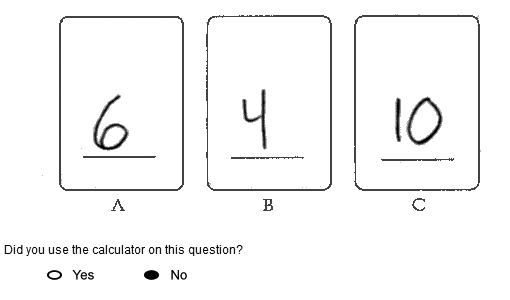 6 4 10
A B C
Did you use the calculator on this question?
Yes No